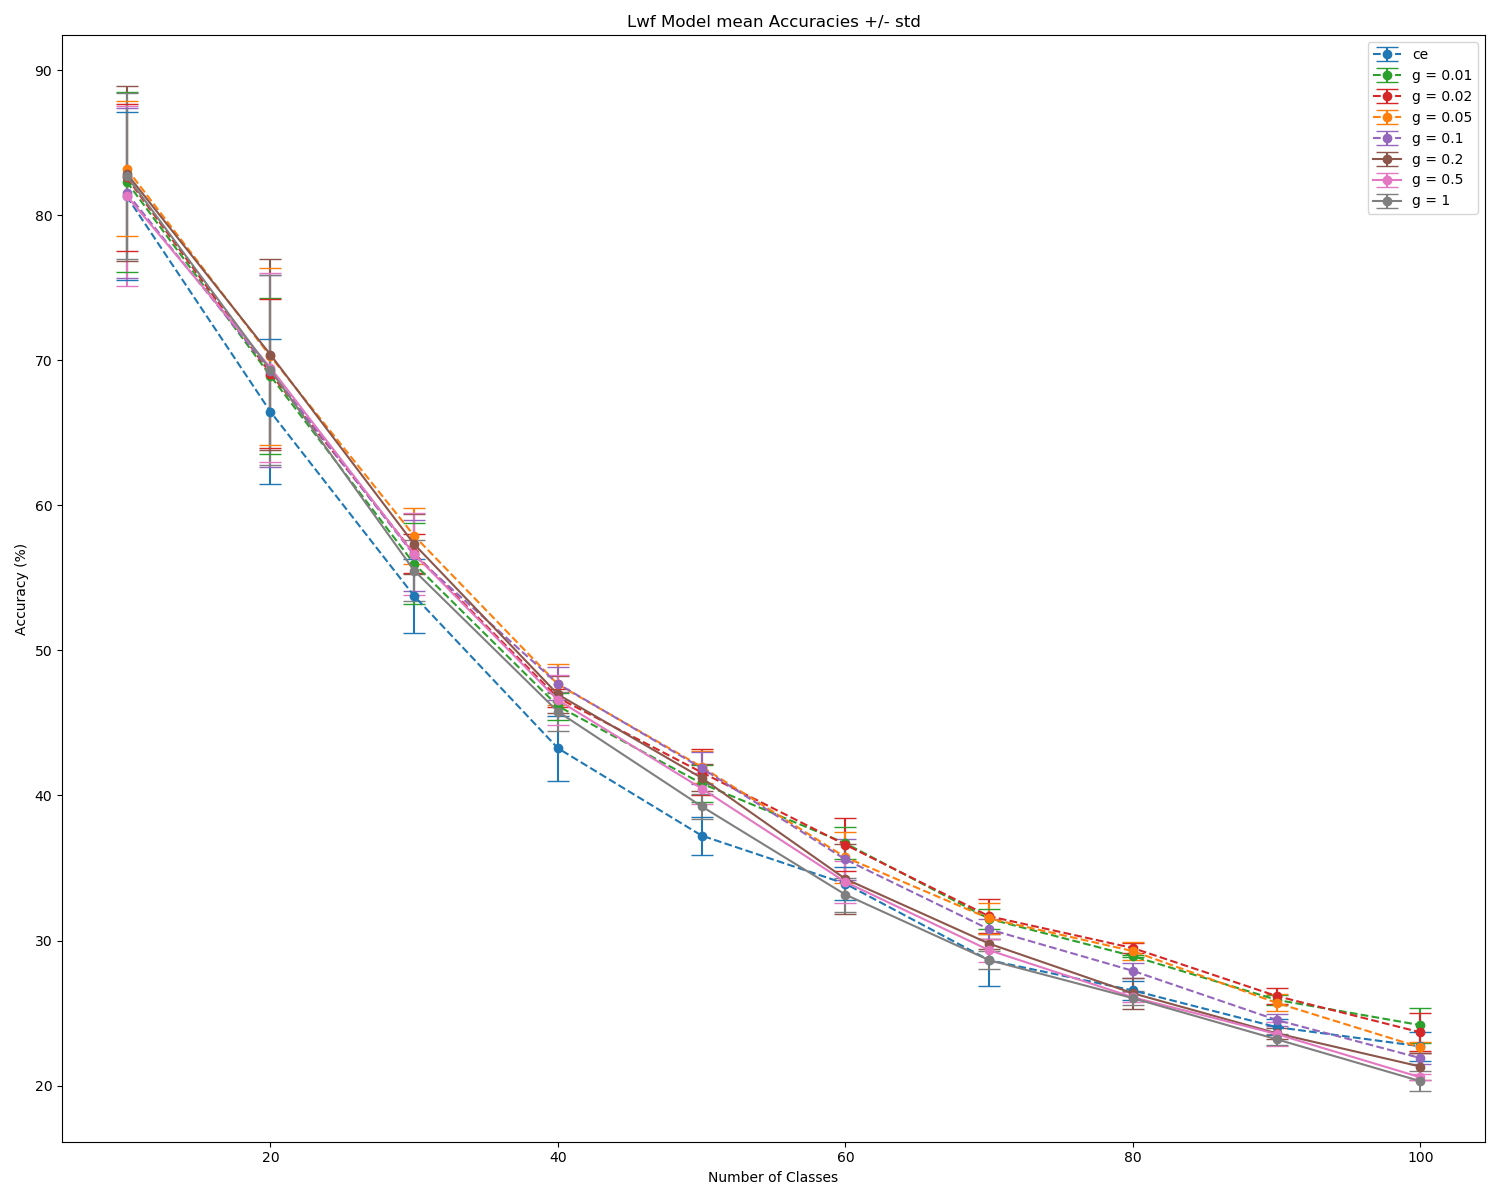 Lwf Model mean Accuracies +/- std
ce
g = 0.01
g = 0.02
g = 0.05
g = 0.1
g = 0.2
g = 0.5
g = 1
90
80
70
60
50
40
30
20
Accuracy (%)
20 40 60 80 100
Number of Classes